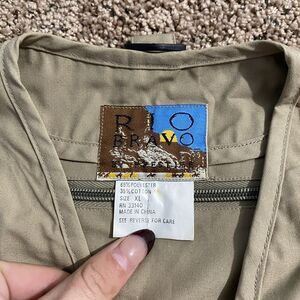 RIO
BRAVO
65% POLYESTER
35% COTTON
SIZE: XL
RN 33140
MADE IN CHINA
SEE REVERSE FOR CARE